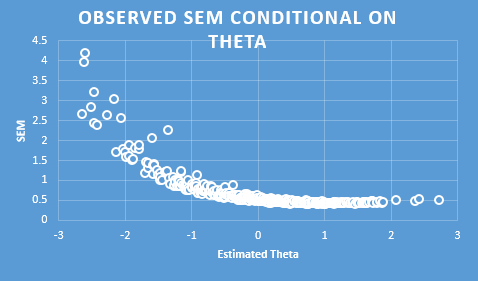 OBSERVED SEM CONDITIONAL ON
THETA
4.5
4
3.5
3
2.5
2
1.5
1
0.5
0
SEM
-3 -2 -1 0 1 2 3
Estimated Theta